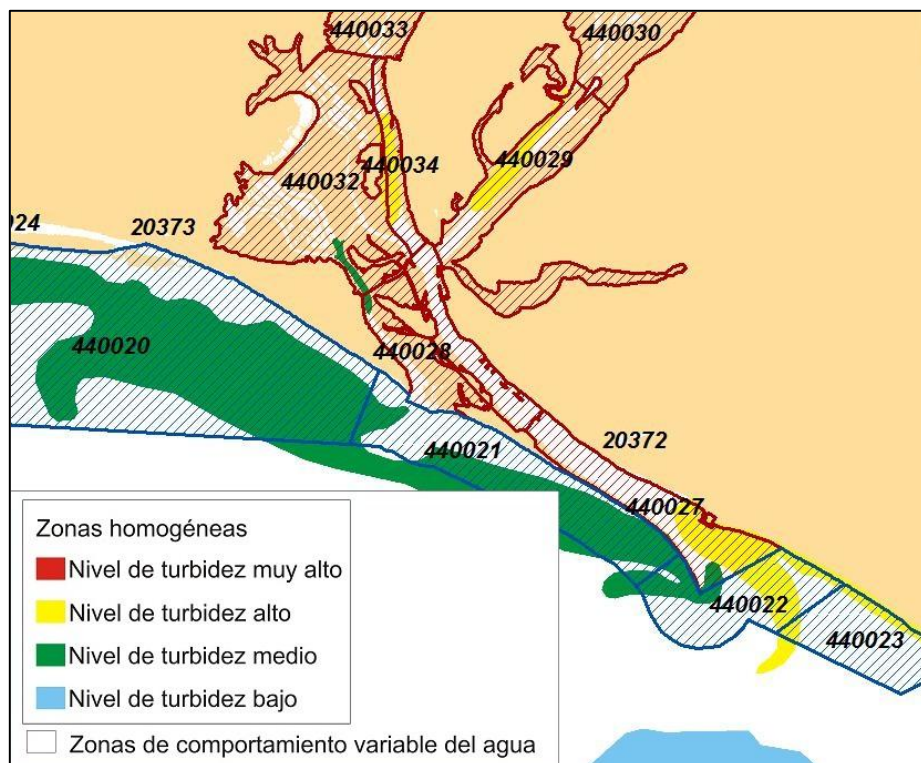 440033
440030
440034
440029
440032
024
20373
440020
440028
440021
20372
440027
440022
440023
Zonas homogéneas
Nivel de turbidez muy alto
Nivel de turbidez alto
Nivel de turbidez medio
Nivel de turbidez bajo
Zonas de comportamiento variable del agua